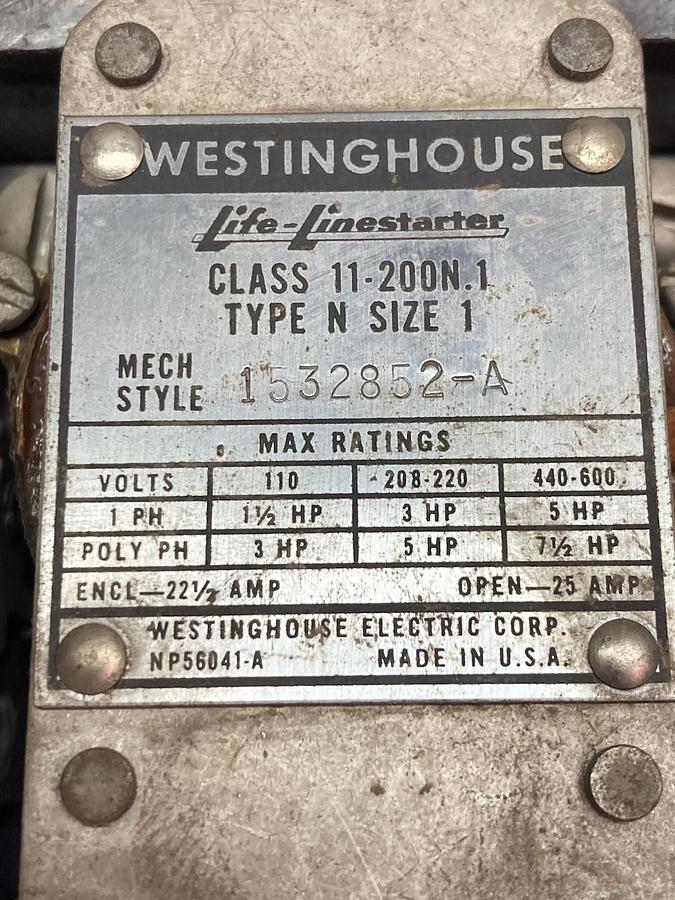 WESTINGHOUSE
Life-Linestarter
CLASS 11-200N.1
TYPE N SIZE 1
MECH STYLE 1532852-A
MAX RATINGS
VOLTS 110 208-220 440-600
1 PH 1½ HP 3 HP 5 HP
POLY PH 3 HP 5 HP 7½ HP
ENCL—22½ AMP OPEN—25 AMP
WESTINGHOUSE ELECTRIC CORP.
NP56041-A MADE IN U.S.A.